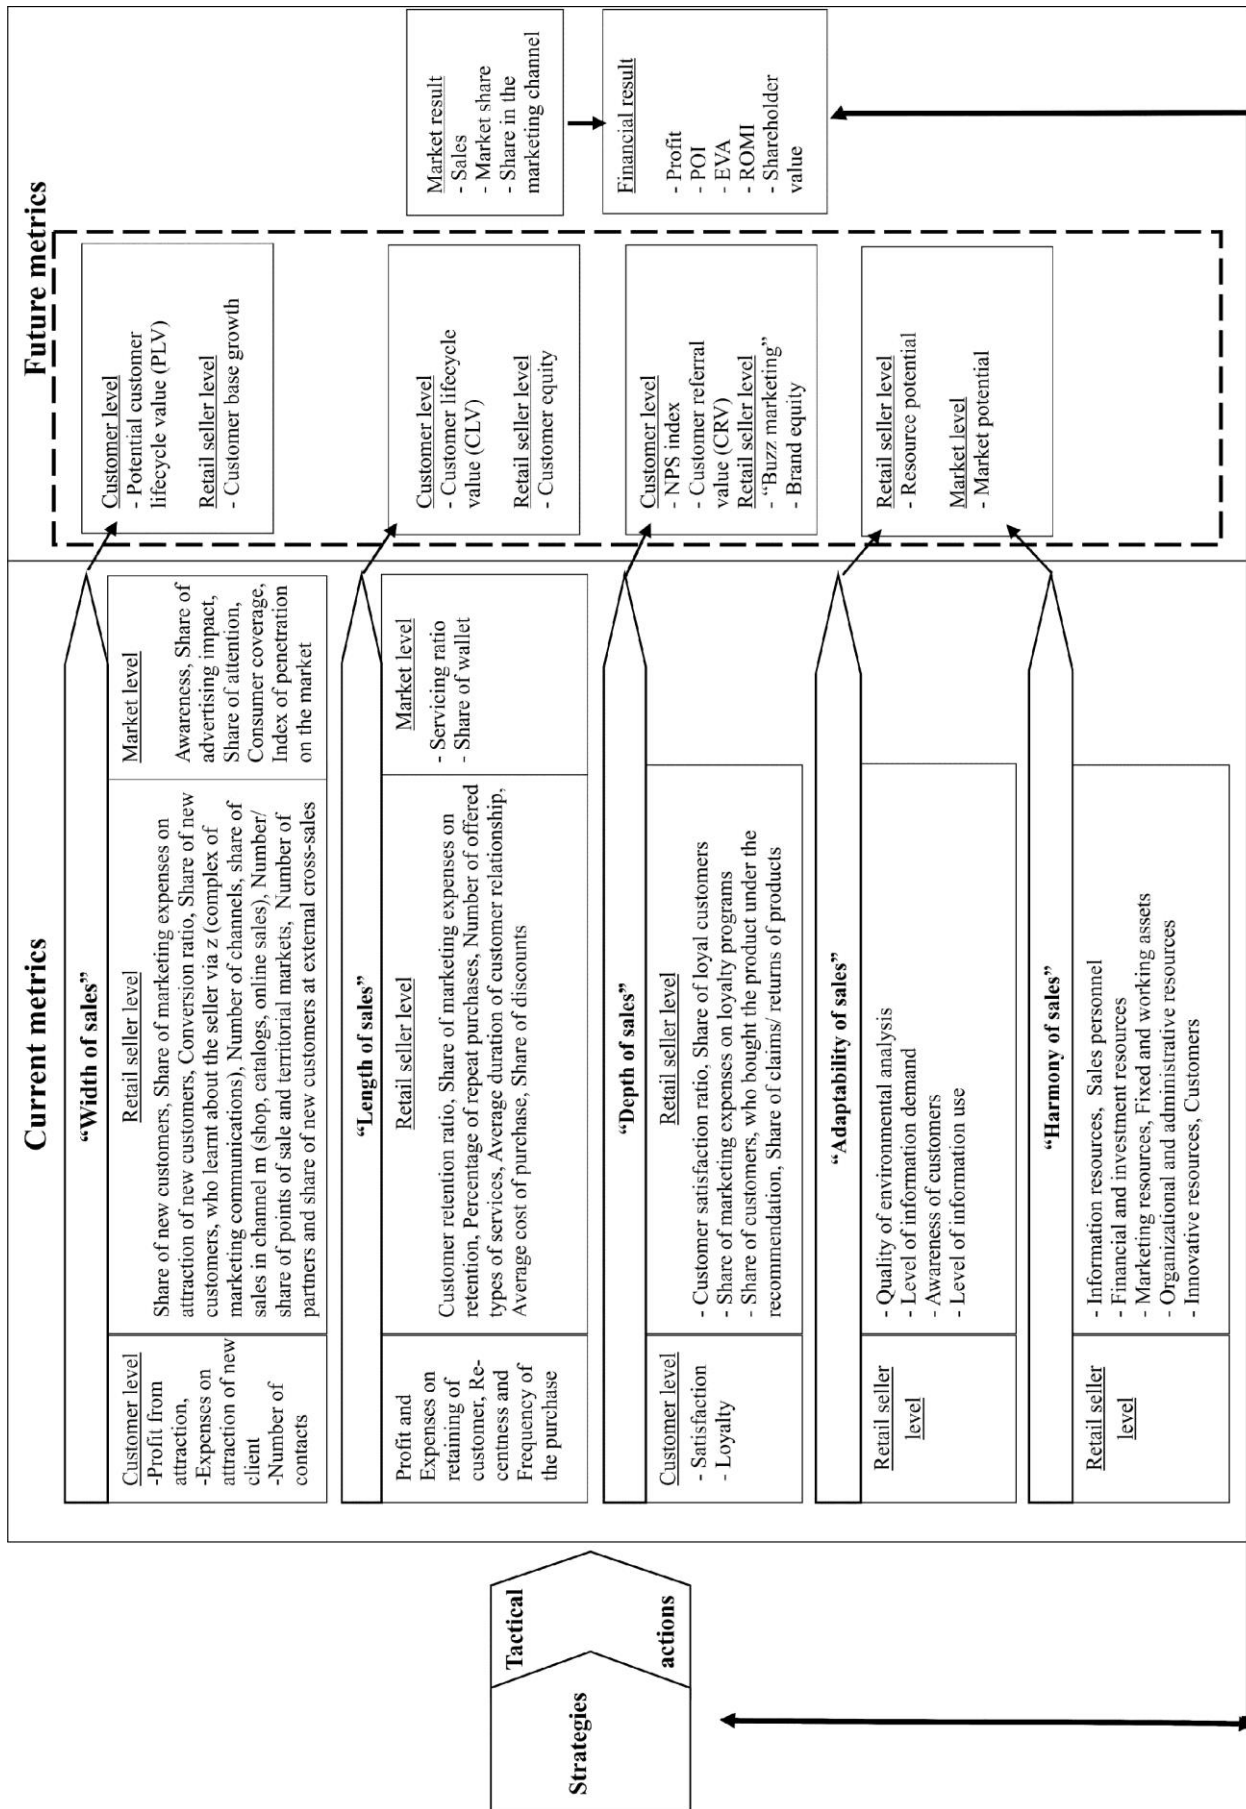 Strategies
Tactical
actions
Current metrics
“Width of sales”
Customer level
-Profit from
attraction,
-Expenses on
attraction of new
client
-Number of
contacts
Retail seller level
Share of new customers, Share of marketing expenses on
attraction of new customers, Conversion ratio, Share of new
customers, who learnt about the seller via z (complex of
marketing communications), Number of channels, share of
sales in channel m (shop, catalogs, online sales), Number/
share of points of sale and territorial markets, Number of
partners and share of new customers at external cross-sales
Market level
Awareness, Share of
advertising impact,
Share of attention,
Consumer coverage,
Index of penetration
on the market
“Length of sales”
Profit and
Expenses on
retaining of
customer, Re-
centness and
Frequency of
the purchase
Retail seller level
Customer retention ratio, Share of marketing expenses on
retention, Percentage of repeat purchases, Number of offered
types of services, Average duration of customer relationship,
Average cost of purchase, Share of discounts
Market level
- Servicing ratio
- Share of wallet
“Depth of sales”
Customer level
- Satisfaction
- Loyalty
Retail seller level
- Customer satisfaction ratio, Share of loyal customers
- Share of marketing expenses on loyalty programs
- Share of customers, who bought the product under the
recommendation, Share of claims/ returns of products
“Adaptability of sales”
Retail seller
level
- Quality of environmental analysis
- Level of information demand
- Awareness of customers
- Level of information use
“Harmony of sales”
Retail seller
level
- Information resources, Sales personnel
- Financial and investment resources
- Marketing resources, Fixed and working assets
- Organizational and administrative resources
- Innovative resources, Customers
Future metrics
Customer level
- Potential customer
lifecycle value (PLV)
Retail seller level
- Customer base growth
Customer level
- Customer lifecycle
value (CLV)
Retail seller level
- Customer equity
Customer level
- NPS index
- Customer referral
value (CRV)
Retail seller level
- “Buzz marketing”
- Brand equity
Retail seller level
- Resource potential
Market level
- Market potential
Market result
- Sales
- Market share
- Share in the
marketing channel
Financial result
- Profit
- POI
- EVA
- ROMI
- Shareholder
value